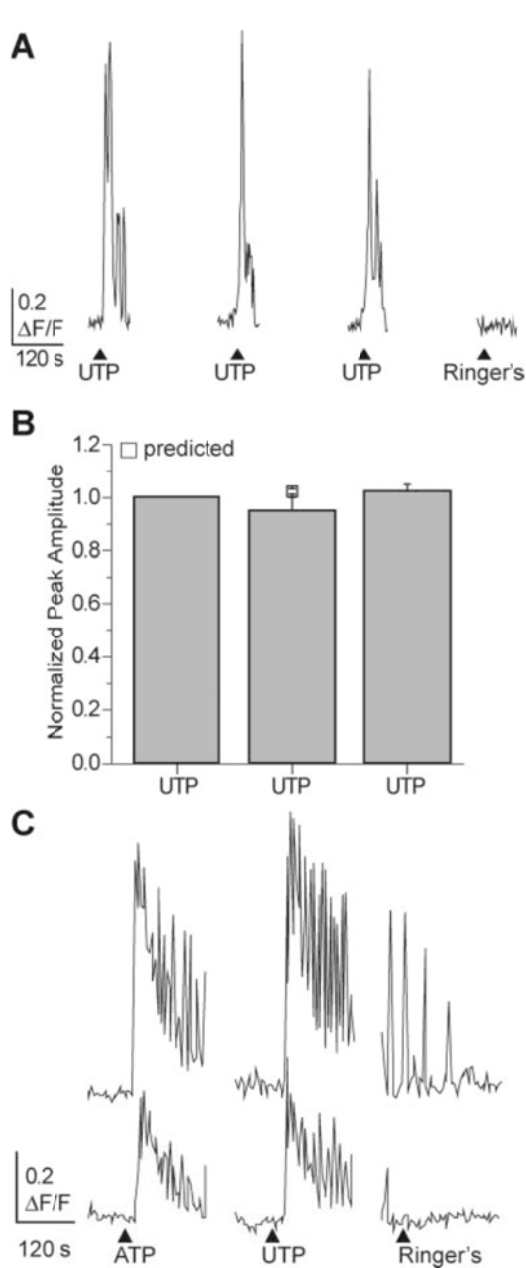 A
0.2
ΔF/F
120 s
UTP UTP UTP Ringer's
B
Normalized Peak Amplitude
1.2
1.0
0.8
0.6
0.4
0.2
0.0
predicted
UTP UTP UTP
C
0.2
ΔF/F
120 s
ATP UTP Ringer's